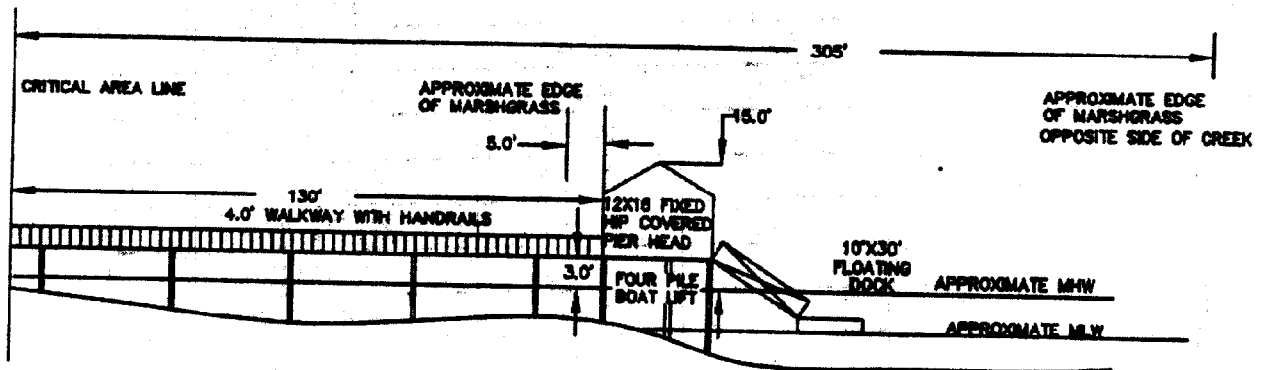 305'
CRITICAL AREA LINE
APPROXIMATE EDGE
OF MARSHGRASS
5.0'
15.0'
APPROXIMATE EDGE
OF MARSHGRASS
OPPOSITE SIDE OF CREEK
130'
4.0' WALKWAY WITH HANDRAILS
12X16 FIXED
HIP COVERED
PIER HEAD
3.0'
FOUR PILE
BOAT LIFT
10'X30'
FLOATING
DOCK
APPROXIMATE MHW
APPROXIMATE MLW